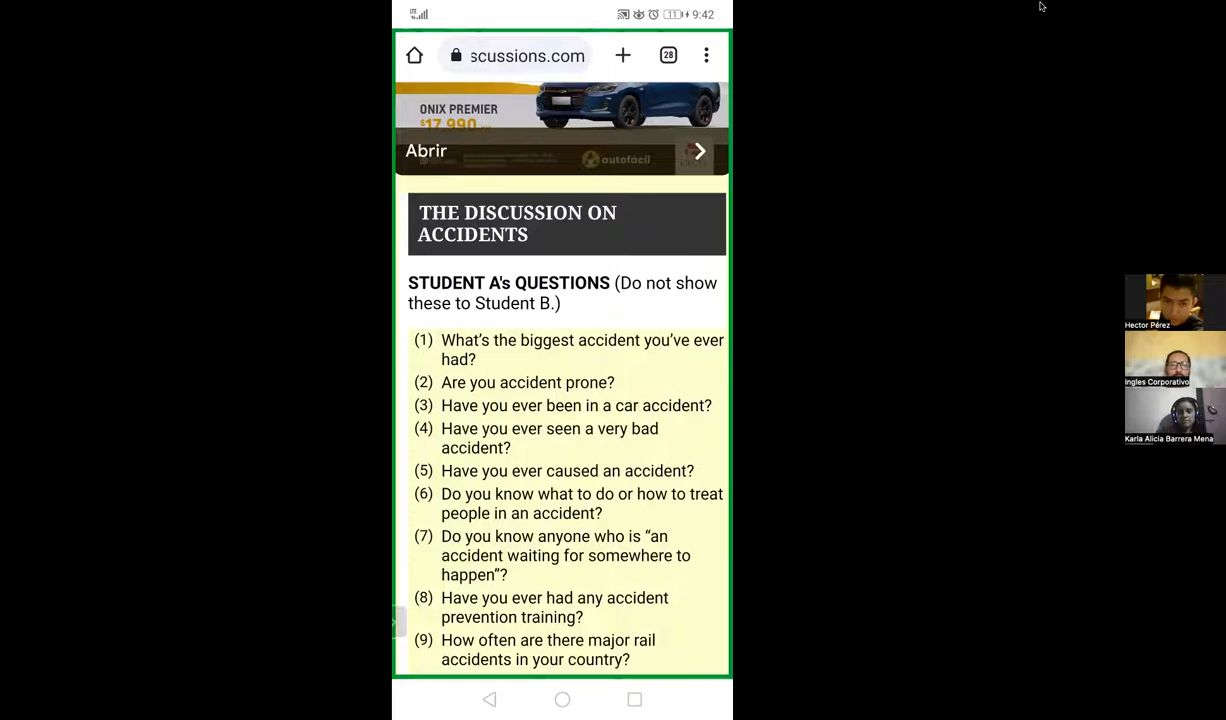 LTE
11
9:42
scussions.com
28
ONIX PREMIER
$17,990
Abrir
autofácil
THE DISCUSSION ON
ACCIDENTS
STUDENT A's QUESTIONS (Do not show
these to Student B.)
(1) What's the biggest accident you've ever
had?
(2) Are you accident prone?
(3) Have you ever been in a car accident?
(4) Have you ever seen a very bad
accident?
(5) Have you ever caused an accident?
(6) Do you know what to do or how to treat
people in an accident?
(7) Do you know anyone who is “an
accident waiting for somewhere to
happen”?
(8) Have you ever had any accident
prevention training?
(9) How often are there major rail
accidents in your country?
Hector Pérez
Ingles Corporativo
Karla Alicia Barrera Mena